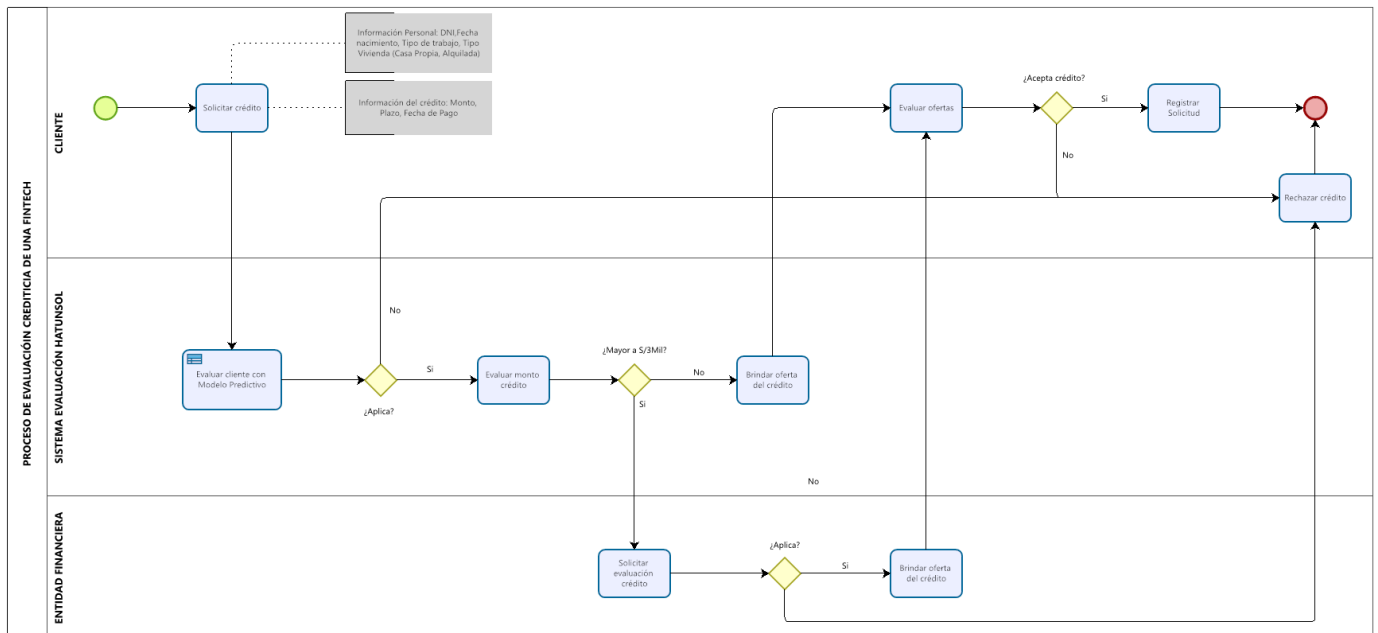 PROCESO DE EVALUACIÓIN CREDITICIA DE UNA FINTECH
CLIENTE
Solicitar crédito
Información Personal: DNI,Fecha
nacimiento, Tipo de trabajo, Tipo
Vivienda (Casa Propia, Alquilada)
Información del crédito: Monto,
Plazo, Fecha de Pago
Evaluar ofertas
¿Acepta crédito?
Si
No
Registrar
Solicitud
Rechazar crédito
SISTEMA EVALUACIÓN HATUNSOL
Evaluar cliente con
Modelo Predictivo
¿Aplica?
No
Si
Evaluar monto
crédito
¿Mayor a S/3Mil?
No
Si
Brindar oferta
del crédito
No
ENTIDAD FINANCIERA
Solicitar
evaluación
crédito
¿Aplica?
Si
Brindar oferta
del crédito